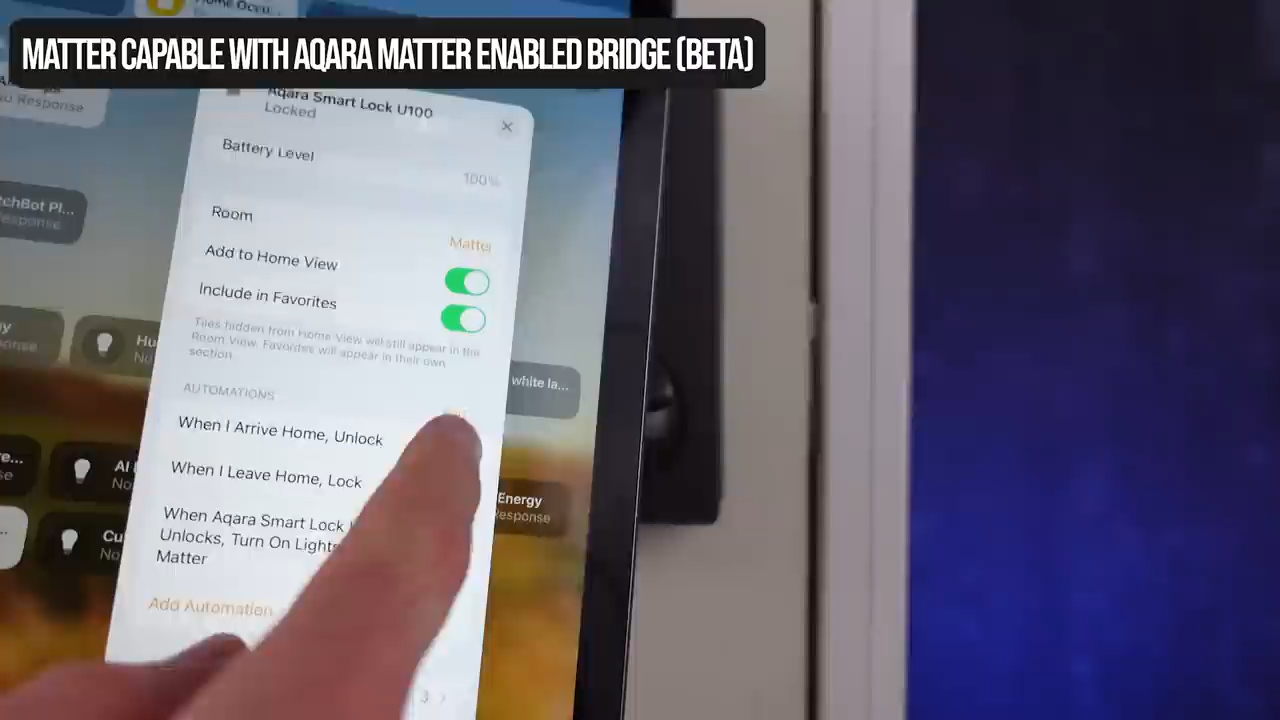 MATTER CAPABLE WITH AQARA MATTER ENABLED BRIDGE (BETA)
Response
Aqara Smart Lock U100
Locked
Battery Level
100%
Room
Matter
Add to Home View
Include in Favorites
Tiles hidden from Home View will still appear in the
Room View. Favorites will appear in their own
section.
AUTOMATIONS
When I Arrive Home, Unlock
When I Leave Home, Lock
When Aqara Smart Lock
Unlocks, Turn On Lights
Matter
Add Automation
3
tchBot Pl...
white la...
Energy